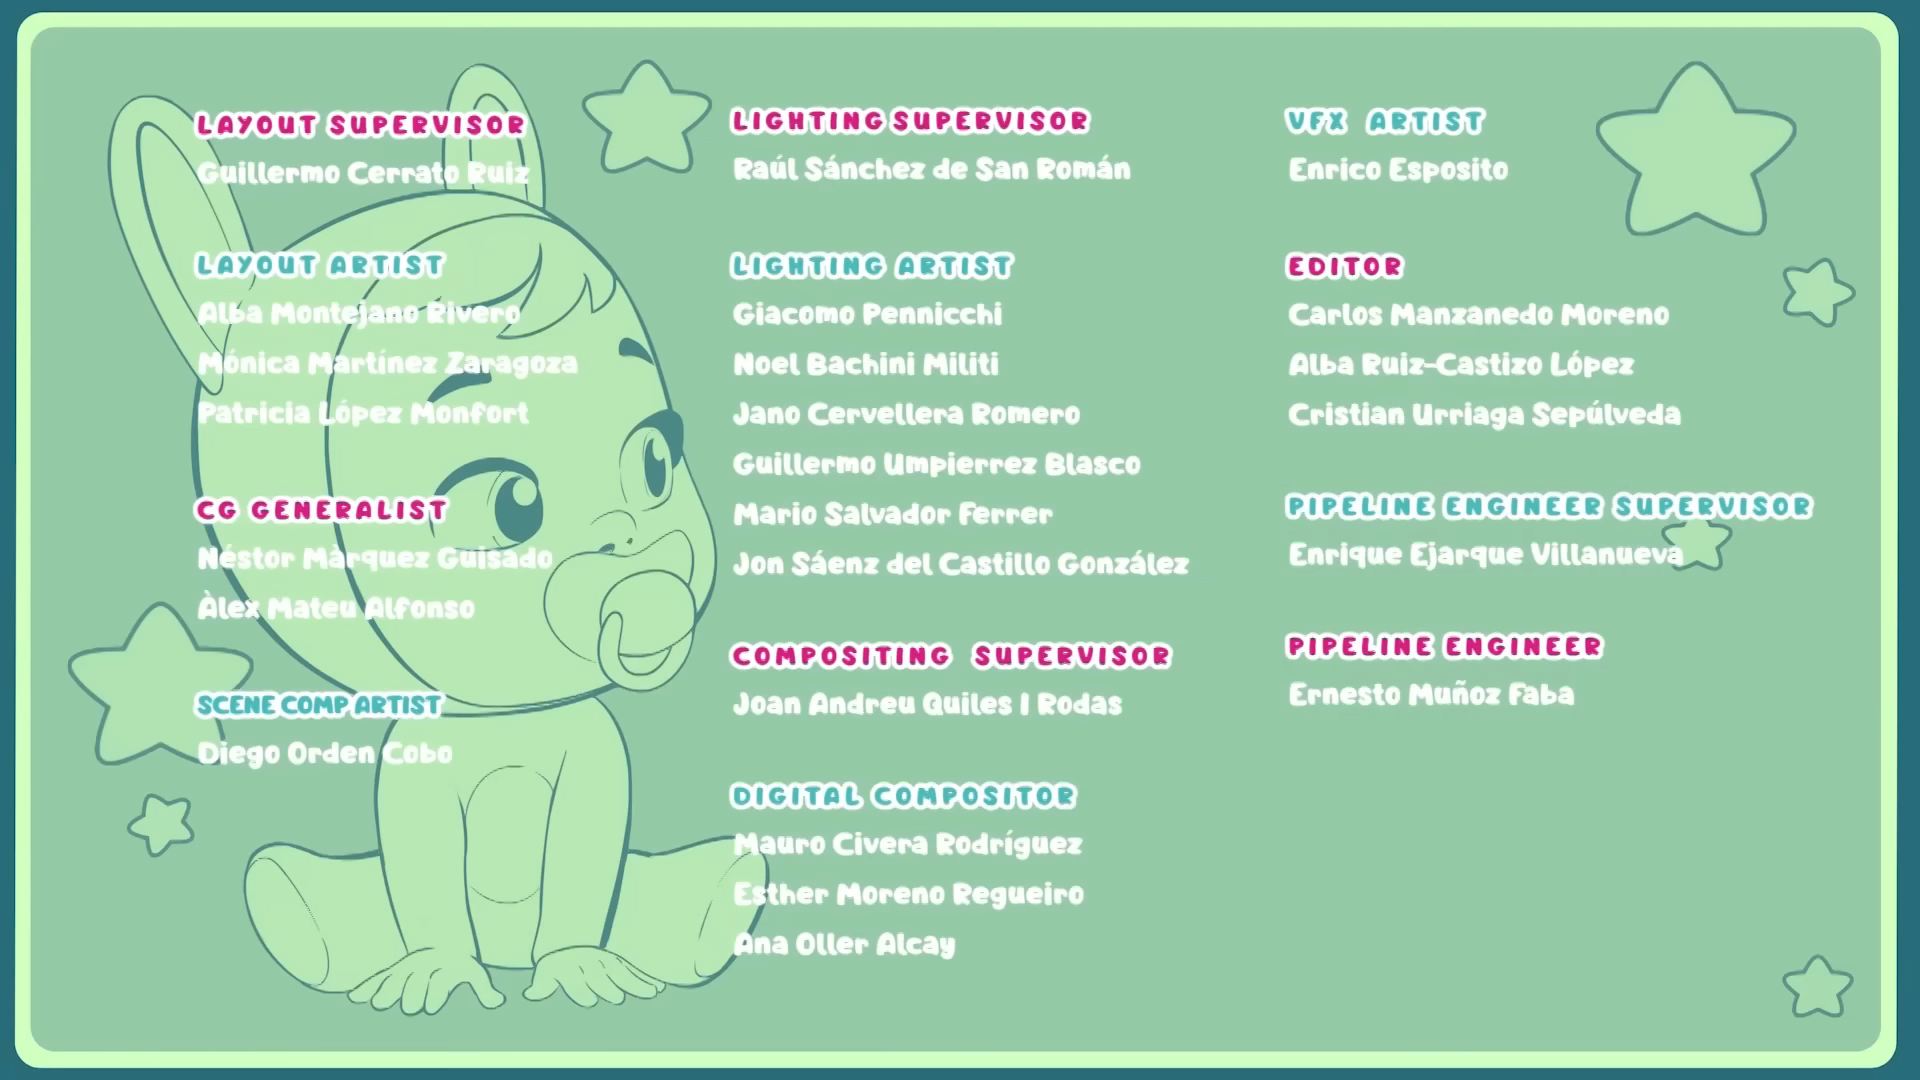 LAYOUT SUPERVISOR
Guillermo Cerrato Ruiz
LAYOUT ARTIST
Alba Montejano Rivero
Mónica Martínez Zaragoza
Patricia López Monfort
CG GENERALIST
Néstor Màrquez Guisado
Àlex Mateu Alfonso
SCENE COMP ARTIST
Diego Orden Cobo
LIGHTING SUPERVISOR
Raúl Sánchez de San Román
LIGHTING ARTIST
Giacomo Pennicchi
Noel Bachini Militi
Jano Cervellera Romero
Guillermo Umpierrez Blasco
Mario Salvador Ferrer
Jon Sáenz del Castillo González
COMPOSITING SUPERVISOR
Joan Andreu Quiles I Rodas
DIGITAL COMPOSITOR
Mauro Civera Rodríguez
Esther Moreno Regueiro
Ana Oller Alcay
VFX ARTIST
Enrico Esposito
EDITOR
Carlos Manzanedo Moreno
Alba Ruiz-Castizo López
Cristian Urriaga Sepúlveda
PIPELINE ENGINEER SUPERVISOR
Enrique Ejarque Villanueva
PIPELINE ENGINEER
Ernesto Muñoz Faba